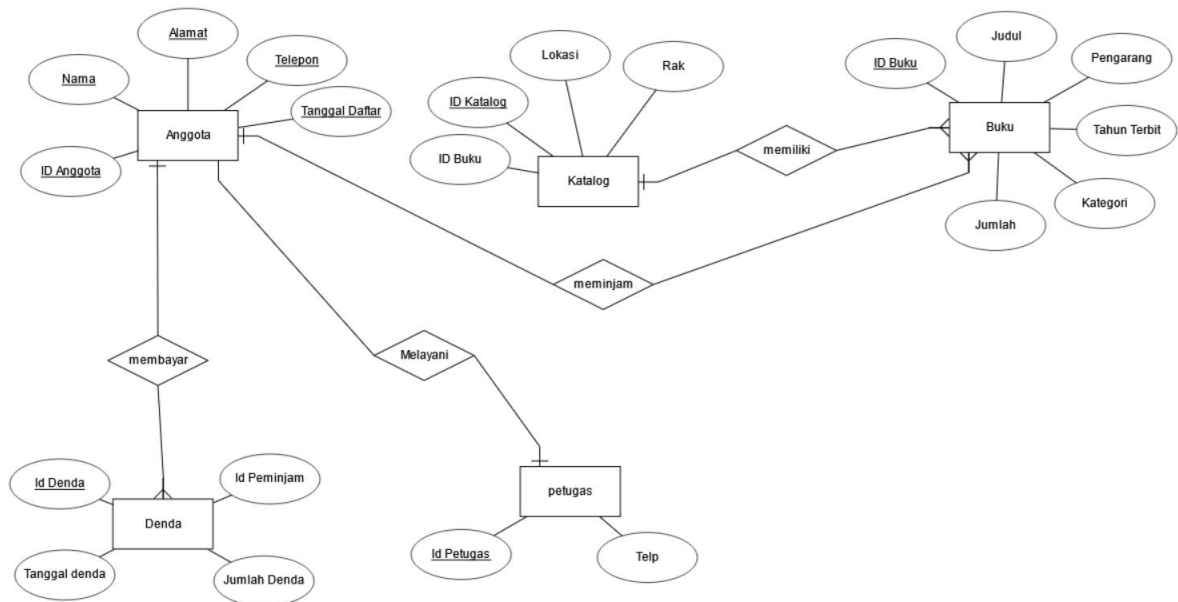 Alamat
Nama
Telepon
Tanggal Daftar
Anggota
ID Anggota
Lokasi
Rak
ID Katalog
ID Buku
Katalog
memiliki
Judul
ID Buku
Pengarang
Buku
Tahun Terbit
Kategori
Jumlah
meminjam
membayar
Melayani
Id Denda
Id Peminjam
Denda
Tanggal denda
Jumlah Denda
petugas
Id Petugas
Telp